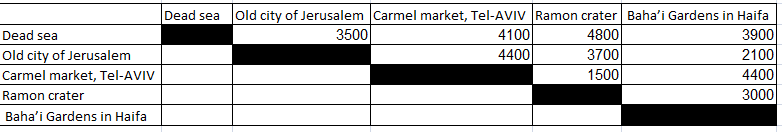 Dead sea Old city of Jerusalem Carmel market, Tel-AVIV Ramon crater Baha’i Gardens in Haifa
Dead sea 3500 4100 4800 3900
Old city of Jerusalem 4400 3700 2100
Carmel market, Tel-AVIV 1500 4400
Ramon crater 3000
Baha’i Gardens in Haifa